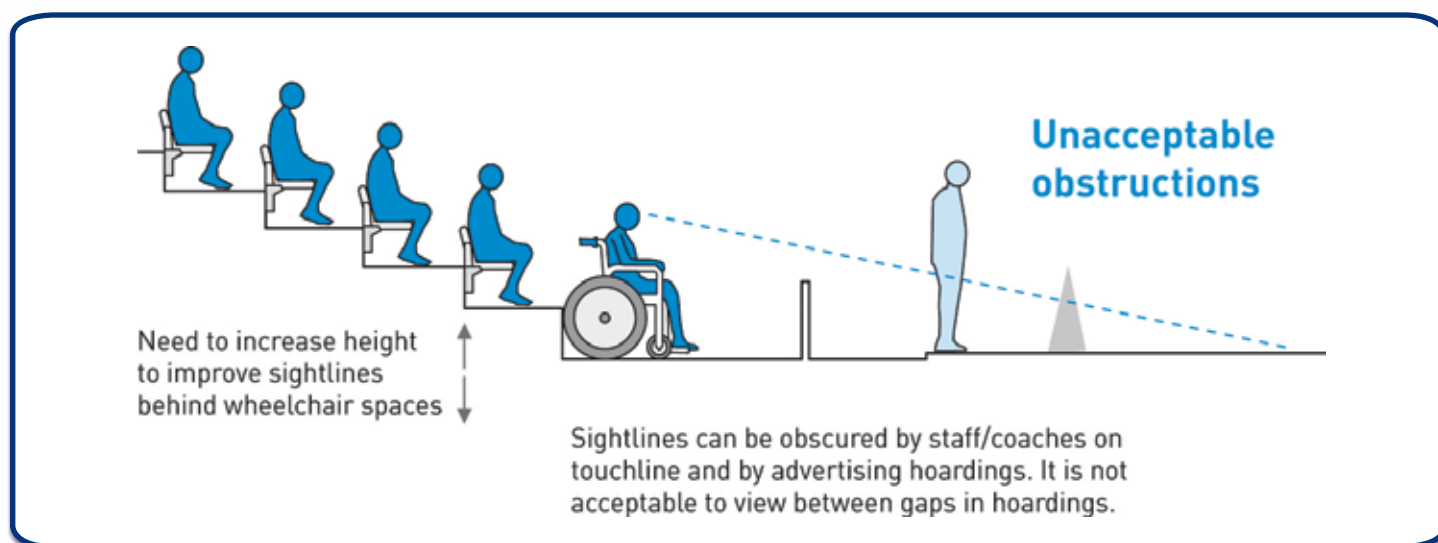 Unacceptable
obstructions
Need to increase height
to improve sightlines
behind wheelchair spaces
Sightlines can be obscured by staff/coaches on
touchline and by advertising hoardings. It is not
acceptable to view between gaps in hoardings.